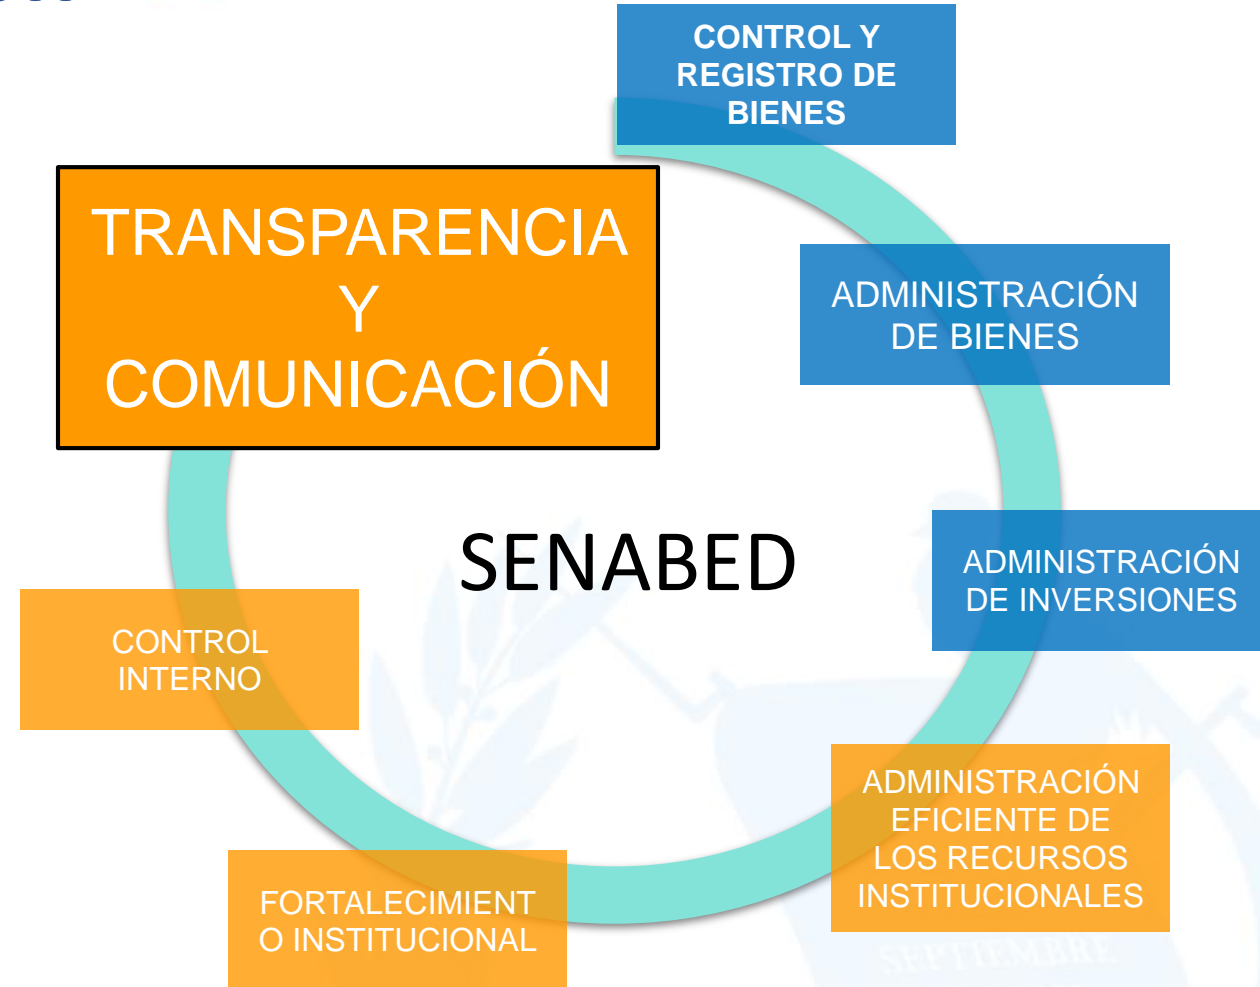 CONTROL Y
REGISTRO DE
BIENES
TRANSPARENCIA
Y
COMUNICACIÓN
ADMINISTRACIÓN
DE BIENES
SENABED
ADMINISTRACIÓN
DE INVERSIONES
CONTROL
INTERNO
ADMINISTRACIÓN
EFICIENTE DE
LOS RECURSOS
INSTITUCIONALES
FORTALECIMIENT
O INSTITUCIONAL
SEPTIEMBRE